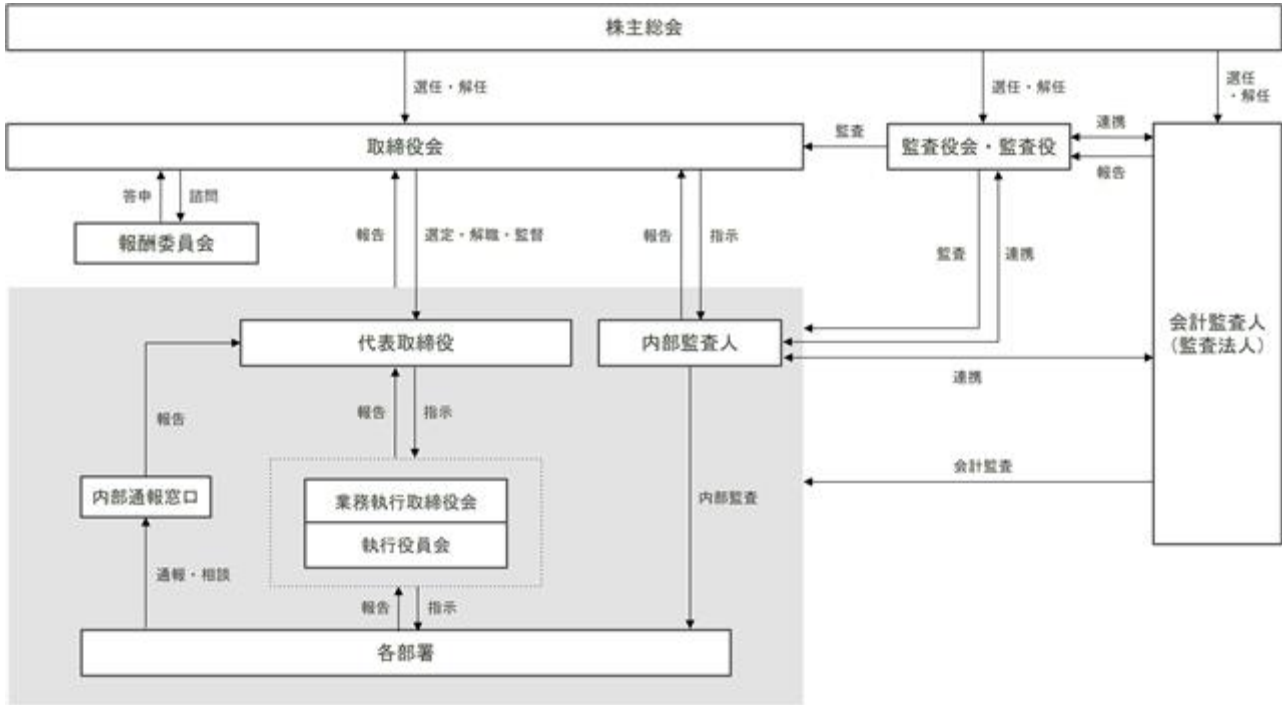 株主総会
選任・解任
選任・解任
選任
・解任
取締役会
監査
監査役会・監査役
連携
報告
答申
諮問
報酬委員会
報告
選定・解職・監督
報告
指示
監査
連携
代表取締役
内部監査人
会計監査人
(監査法人)
連携
報告
報告
指示
会計監査
内部通報窓口
業務執行取締役会
執行役員会
内部監査
通報・相談
報告
指示
各部署